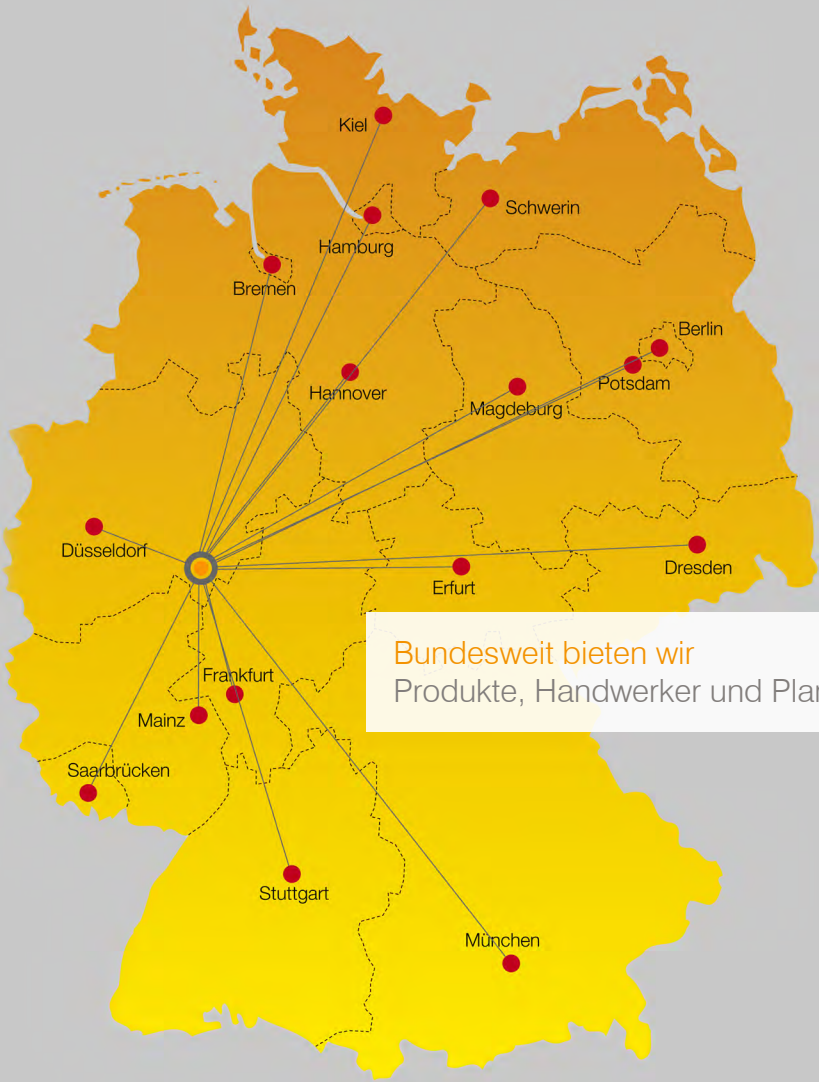 Kiel
Schwerin
Hamburg
Bremen
Berlin
Potsdam
Hannover
Magdeburg
Düsseldorf
Dresden
Erfurt
Bundesweit bieten wir
Produkte, Handwerker und
Frankfurt
Mainz
Saarbrücken
Stuttgart
München